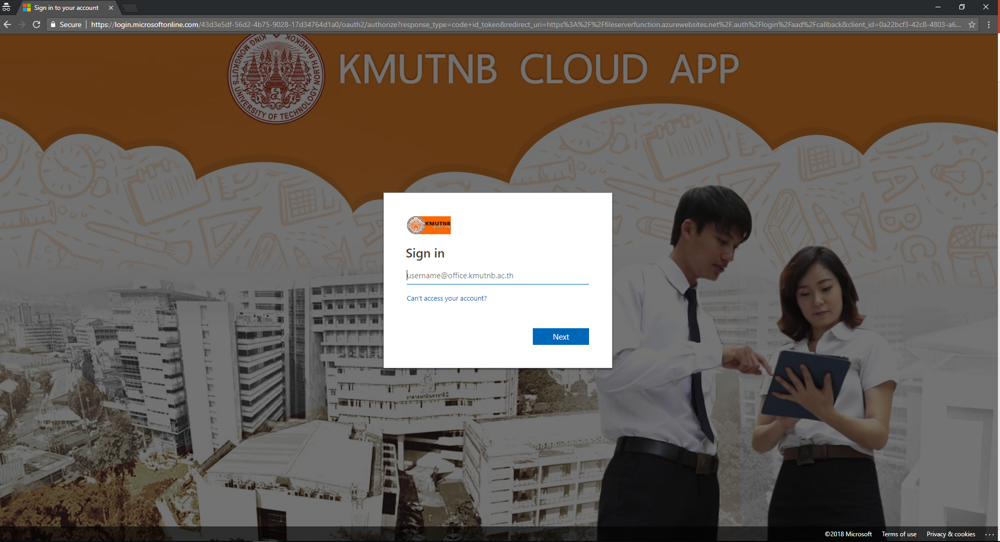 Sign in to your account
Secure
https://login.microsoftonline.com/43d3e5df-56d2-4b75-9028-17d34764d1a0/oauth2/authorize?response_type=code+id_token&redirect_uri=https%3A%2F%2Ffileserverfunction.azurewebsites.net%2F.auth%2Flogin%2Faad%2Fcallback&client_id=0a22bcf3-42c8-4803-a6...
KING MONGKUT'S UNIVERSITY OF TECHNOLOGY NORTH BANGKOK
KMUTNB CLOUD APP
ABC
KMUTNB
CLOUD APP
Sign in
username@office.kmutnb.ac.th
Can't access your account?
Next
©2018 Microsoft
Terms of use
Privacy & cookies
...